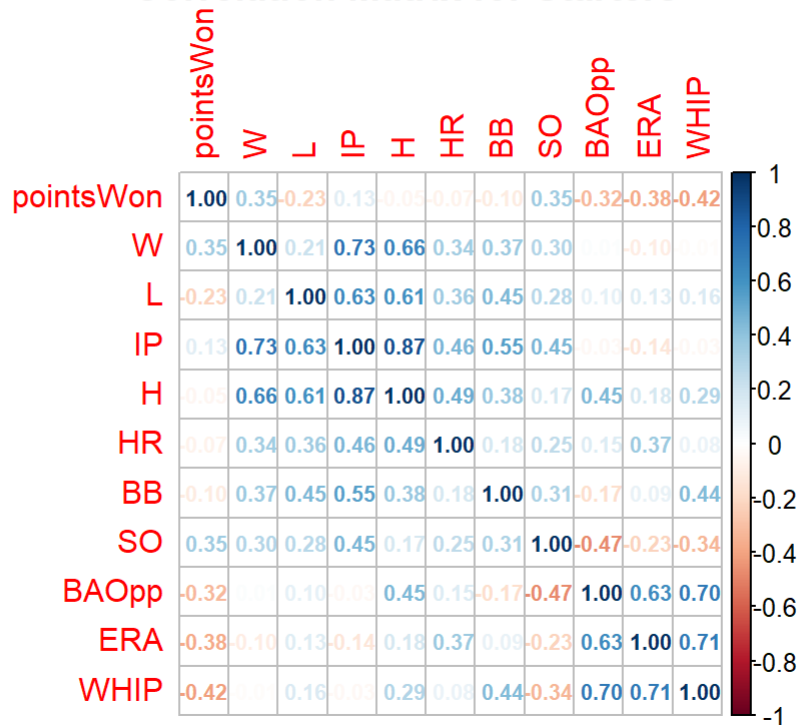 pointsWon W L IP H HR BB SO BAOpp ERA WHIP
pointsWon 1.00 0.35 -0.23 0.13 -0.05 -0.07 -0.10 0.35 -0.32 -0.38 -0.42
W 0.35 1.00 0.21 0.73 0.66 0.34 0.37 0.30 -0.10
L -0.23 0.21 1.00 0.63 0.61 0.36 0.45 0.28 0.10 0.13 0.16
IP 0.13 0.73 0.63 1.00 0.87 0.46 0.55 0.45 -0.03 -0.14 -0.03
H -0.05 0.66 0.61 0.87 1.00 0.49 0.38 0.17 0.45 0.18 0.29
HR -0.07 0.34 0.36 0.46 0.49 1.00 0.18 0.25 0.15 0.37 0.08
BB -0.10 0.37 0.45 0.55 0.38 0.18 1.00 0.31 -0.17 0.09 0.44
SO 0.35 0.30 0.28 0.45 0.17 0.25 0.31 1.00 -0.47 -0.23 -0.34
BAOpp -0.32 0.10 -0.03 0.45 0.15 -0.17 -0.47 1.00 0.63 0.70
ERA -0.38 -0.10 0.13 -0.14 0.18 0.37 0.09 -0.23 0.63 1.00 0.71
WHIP -0.42 0.16 -0.03 0.29 0.08 0.44 -0.34 0.70 0.71 1.00
1
0.8
0.6
0.4
0.2
0
-0.2
-0.4
-0.6
-0.8
-1